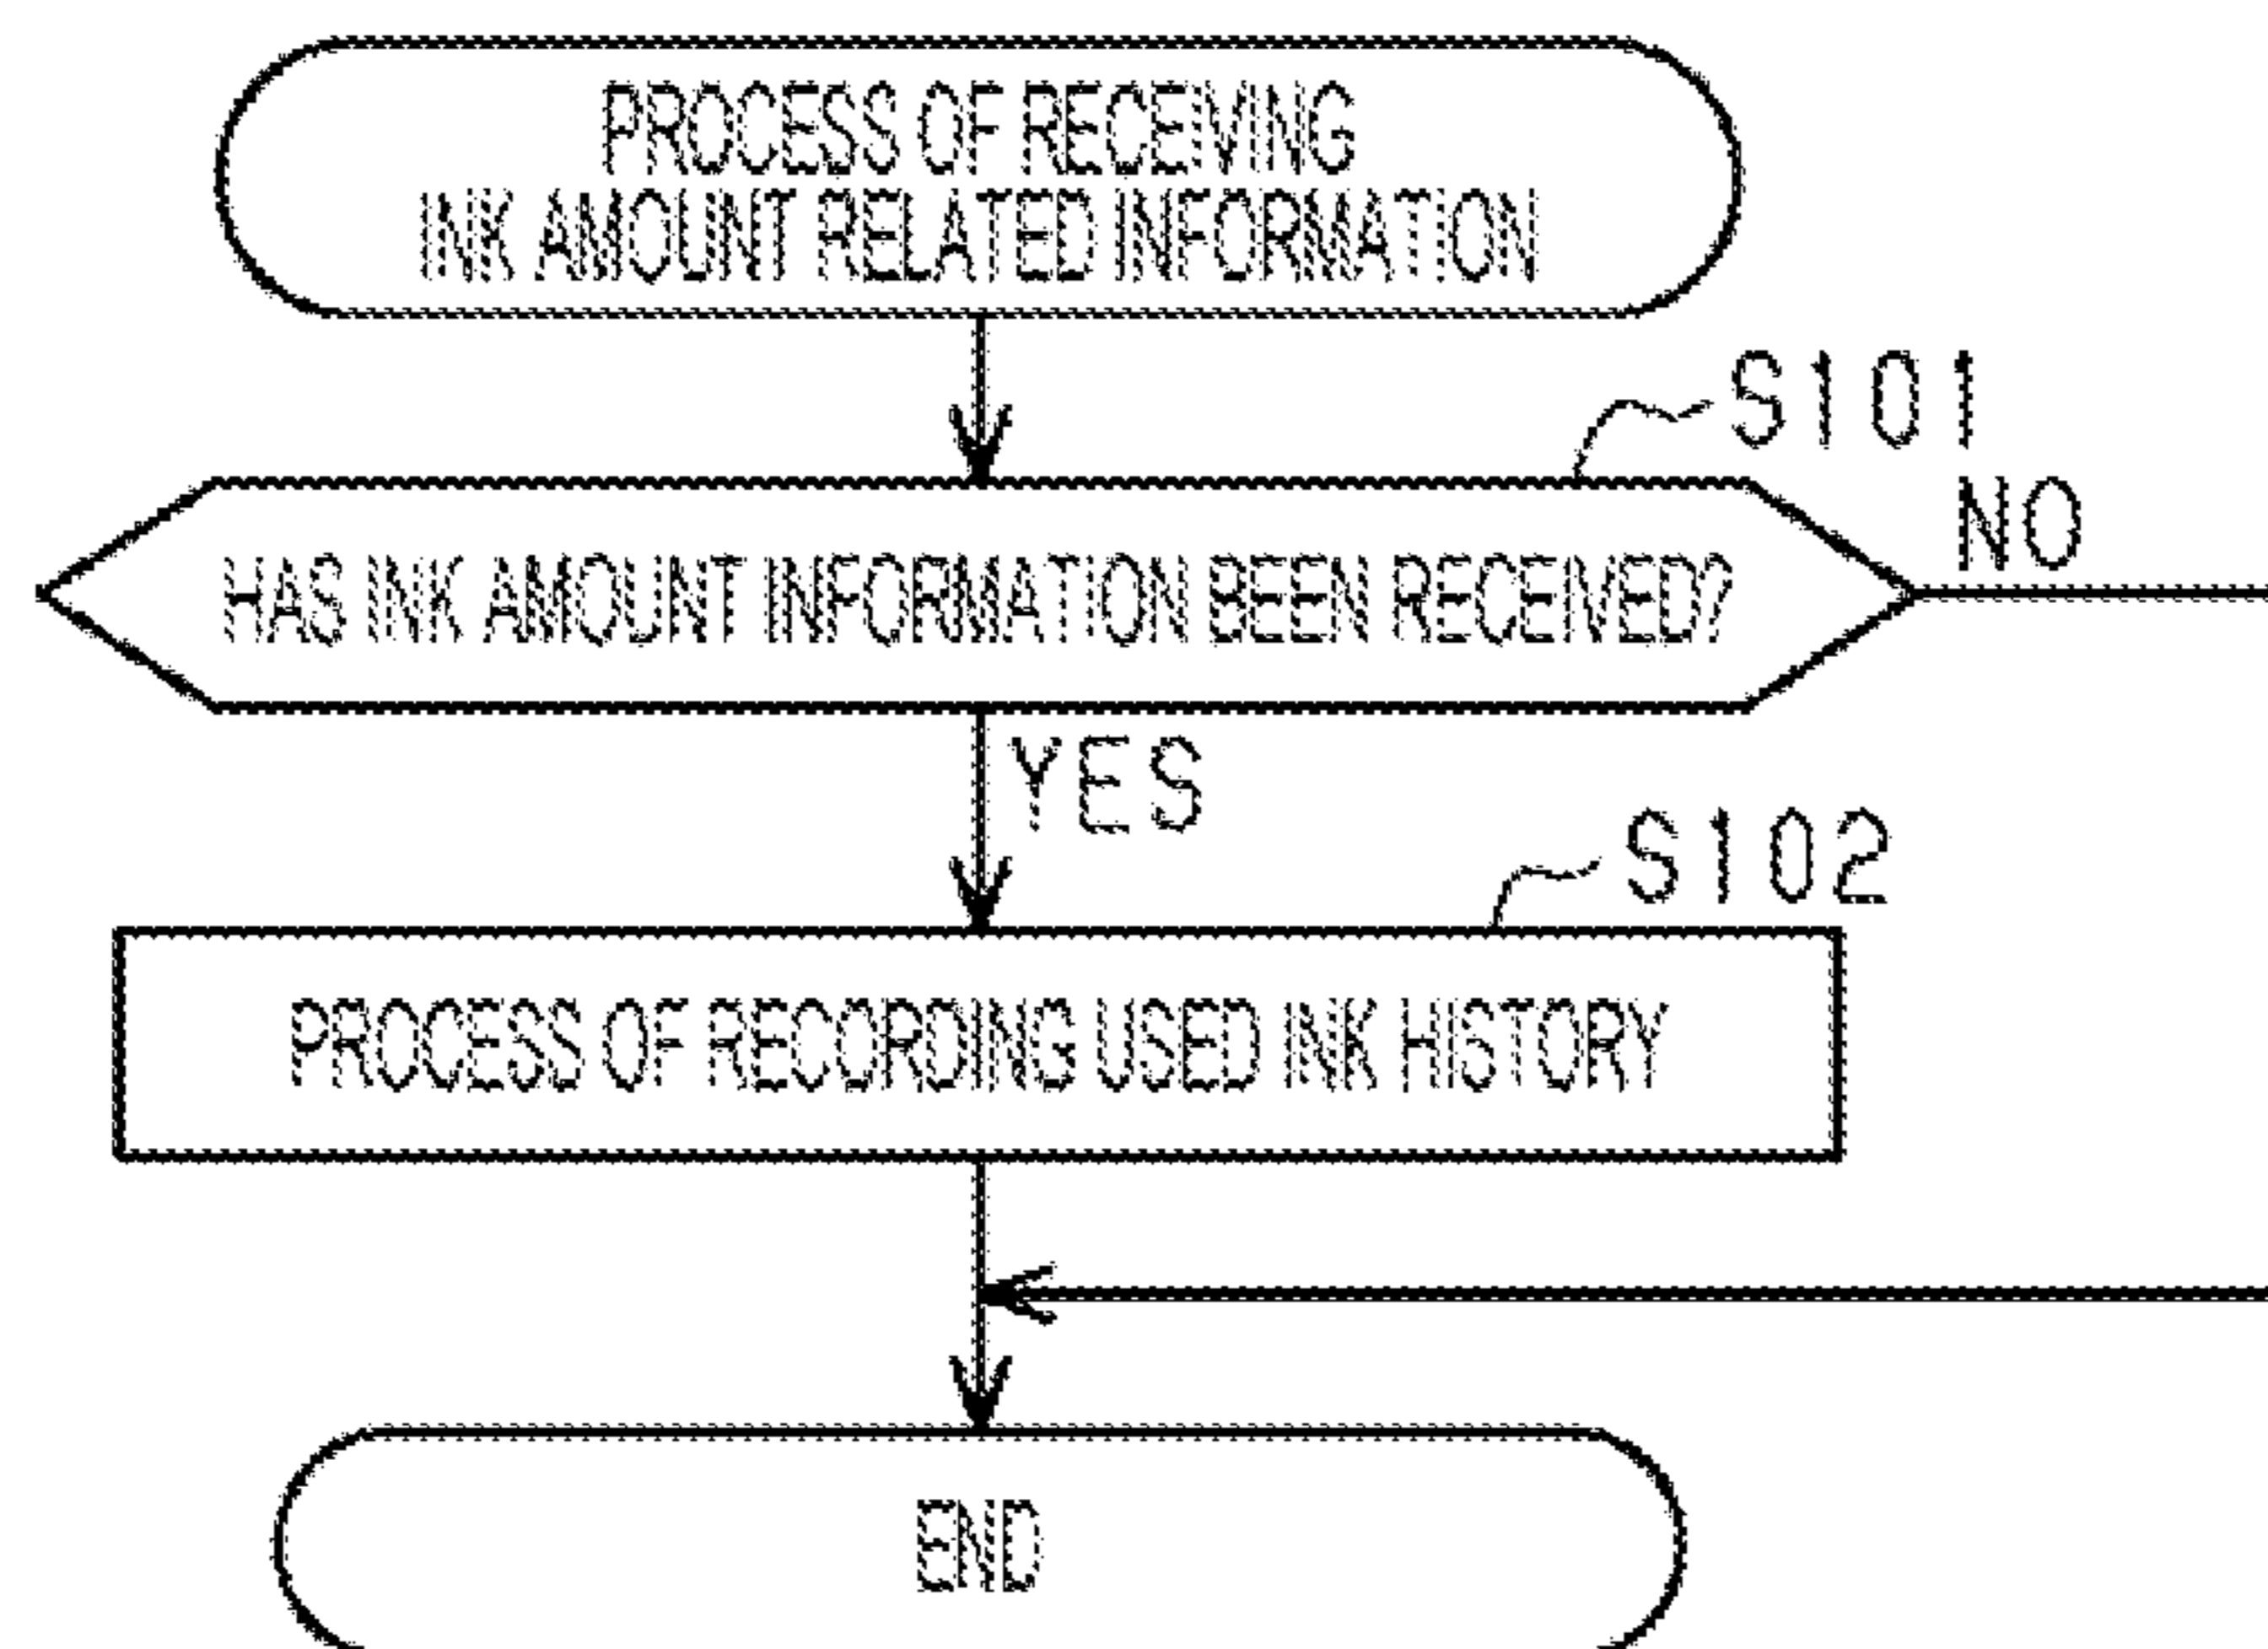 PROCESS OF RECEIVING
INK AMOUNT RELATED INFORMATION
S101
NO
HAS INK AMOUNT INFORMATION BEEN RECEIVED?
YES
S102
PROCESS OF RECORDING USED INK HISTORY
END